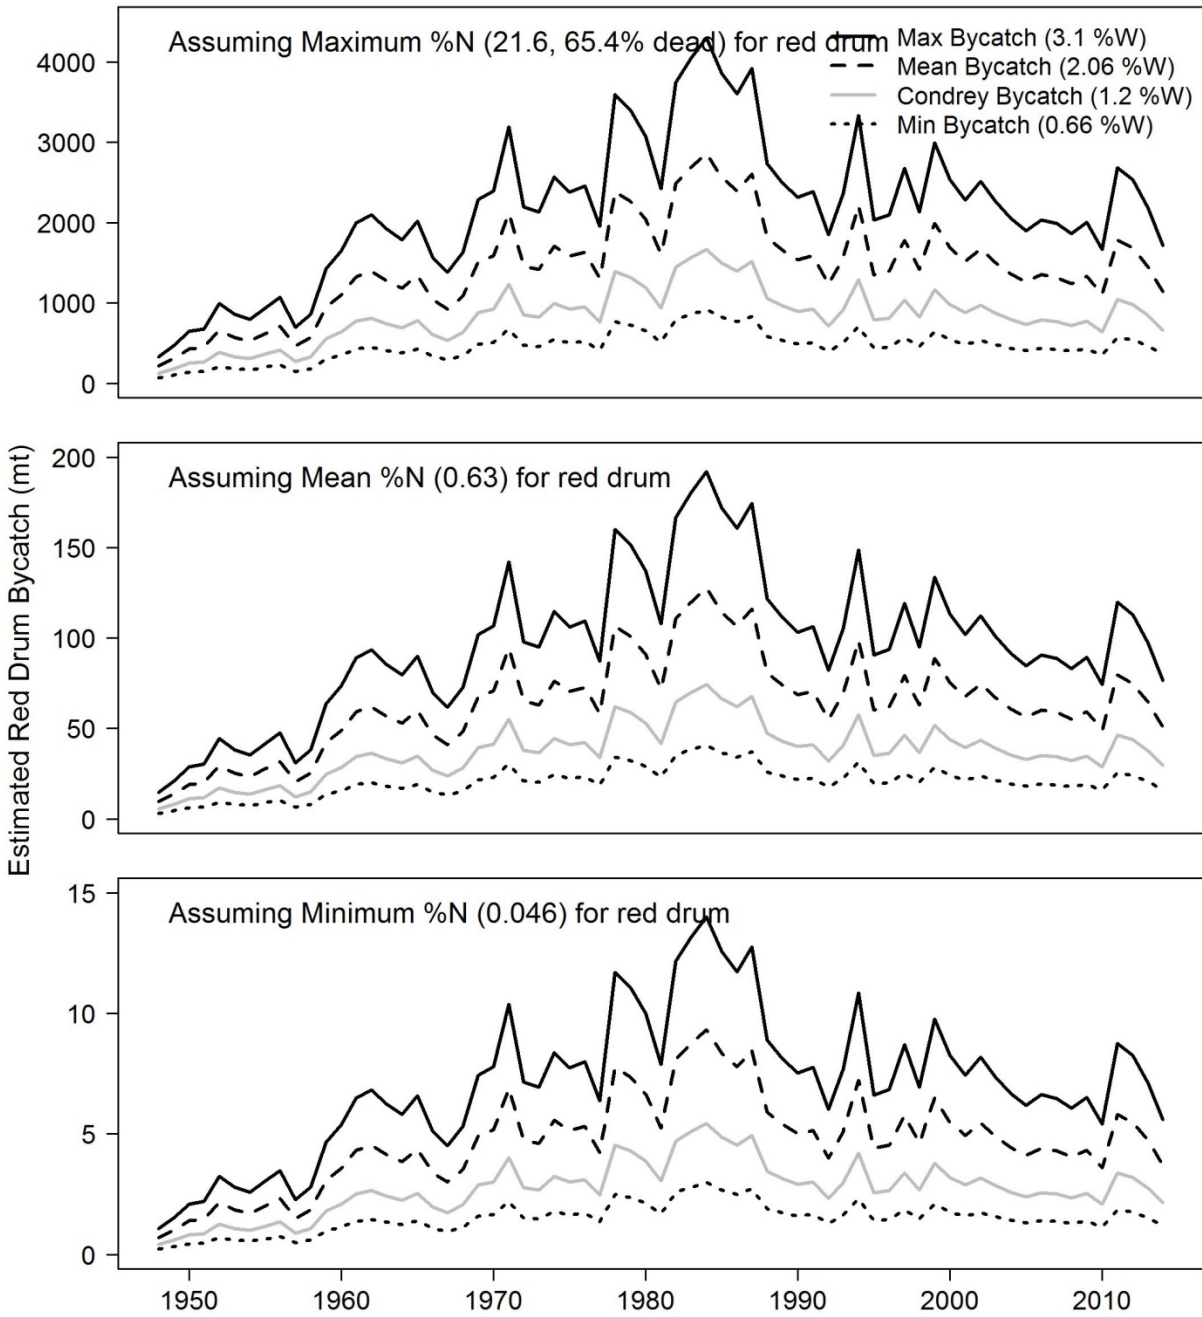 Assuming Maximum %N (21.6, 65.4% dead) for red drum
Max Bycatch (3.1 %W)
Mean Bycatch (2.06 %W)
Condrey Bycatch (1.2 %W)
Min Bycatch (0.66 %W)
4000
3000
2000
1000
0
Estimated Red Drum Bycatch (mt)
Assuming Mean %N (0.63) for red drum
200
150
100
50
0
Assuming Minimum %N (0.046) for red drum
15
10
5
0
1950 1960 1970 1980 1990 2000 2010